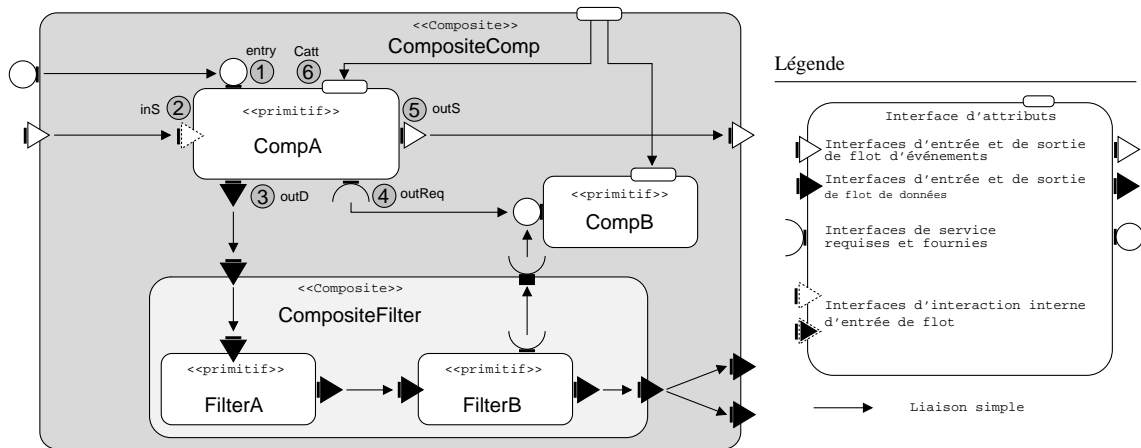 <<Composite>>
CompositeComp
entry
Catt
1
6
inS
2
<<primitif>>
CompA
5
outS
3
outD
4
outReq
<<primitif>>
CompB
<<Composite>>
CompositeFilter
<<primitif>>
FilterA
<<primitif>>
FilterB
Légende
Interface d'attributs
Interfaces d'entrée et de sortie
de flot d'événements
Interfaces d'entrée et de sortie
de flot de données
Interfaces de service
requises et fournies
Interfaces d'interaction interne
d'entrée de flot
Liaison simple